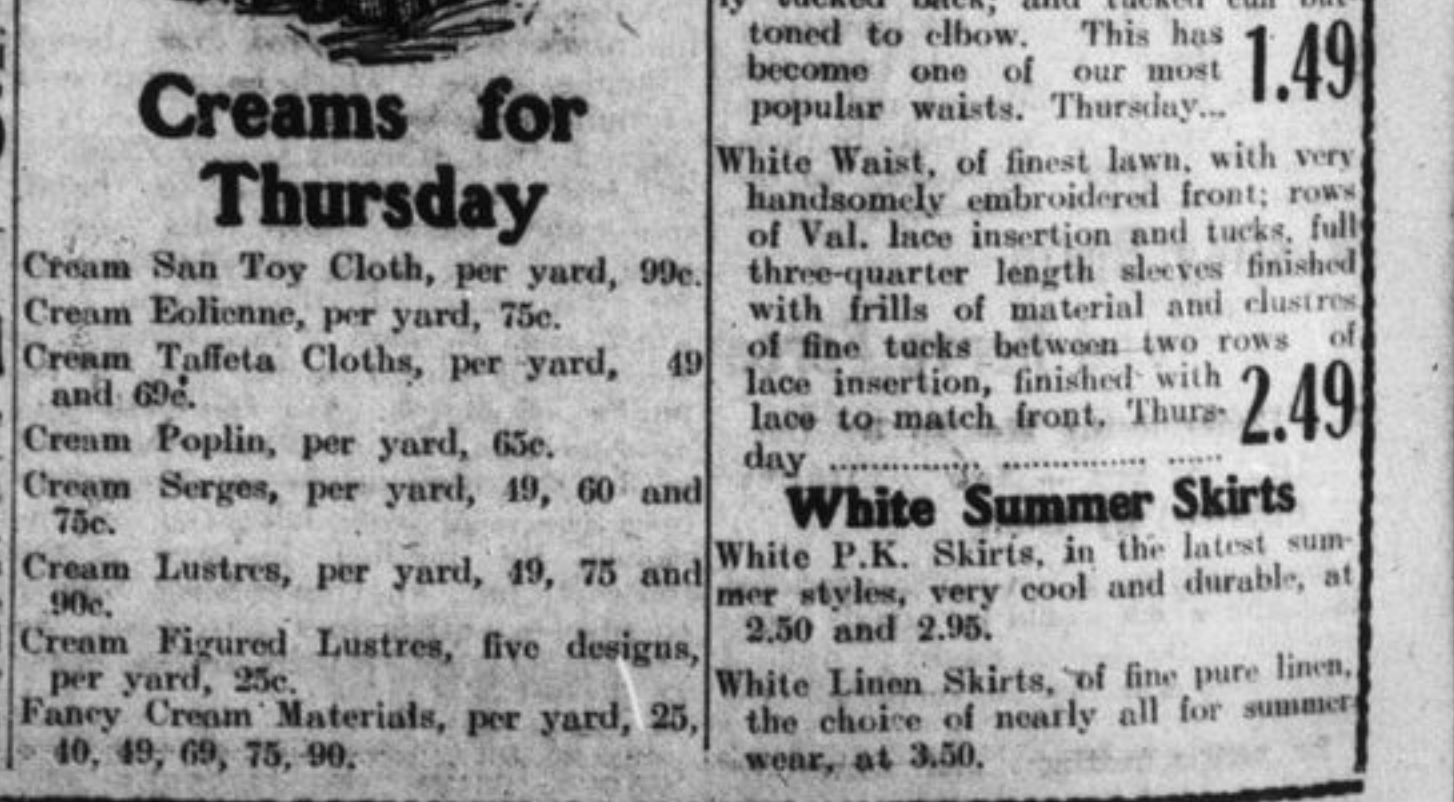 Creams for
Thursday
Cream San Toy Cloth, per yard, 99c.
Cream Eolienne, per yard, 75c.
Cream Taffeta Cloths, per yard, 49
and 69c.
Cream Poplin, per yard, 65c.
Cream Serges, per yard, 49, 60 and
75c.
Cream Lustres, per yard, 49, 75 and
90c.
Cream Figured Lustres, five designs,
per yard, 25c.
Fancy Cream Materials, per yard, 25,
40, 49, 69, 75, 90.
ly tucked back, and tucked cuff but-
toned to elbow. This has
become one of our most
popular waists. Thursday...
1.49
White Waist, of finest lawn, with very
handsomely embroidered front; rows
of Val. lace insertion and tucks, full
three-quarter length sleeves finished
with frills of material and clustres
of fine tucks between two rows of
lace insertion, finished with
lace to match front. Thurs-
day .......................................
2.49
White Summer Skirts
White P.K. Skirts, in the latest sum-
mer styles, very cool and durable, at
2.50 and 2.95.
White Linen Skirts, of fine pure linen,
the choice of nearly all for summer
wear, at 3.50.